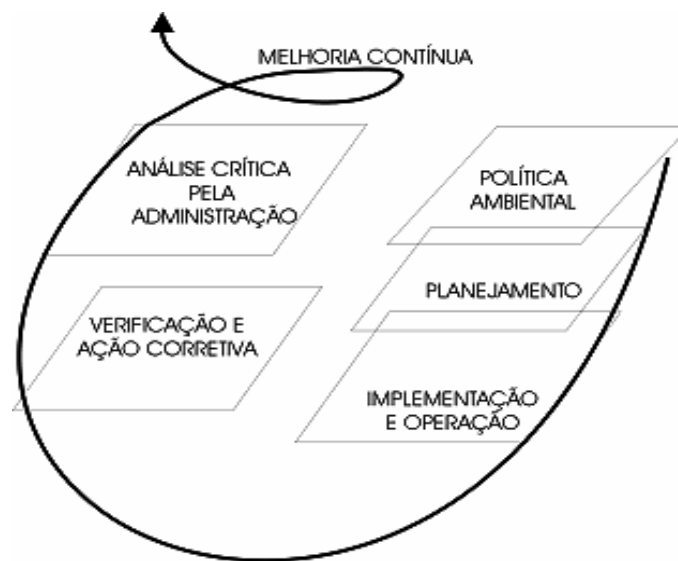 MELHORIA CONTÍNUA
ANÁLISE CRÍTICA
PELA
ADMINISTRAÇÃO
POLÍTICA
AMBIENTAL
PLANEJAMENTO
VERIFICAÇÃO E
AÇÃO CORRETIVA
IMPLEMENTAÇÃO
E OPERAÇÃO